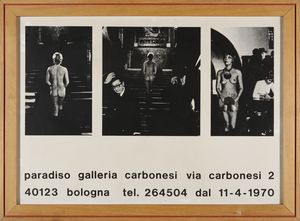 paradiso galleria carbonesi via carbonesi 2
40123 bologna tel. 264504 dal 11-4-1970